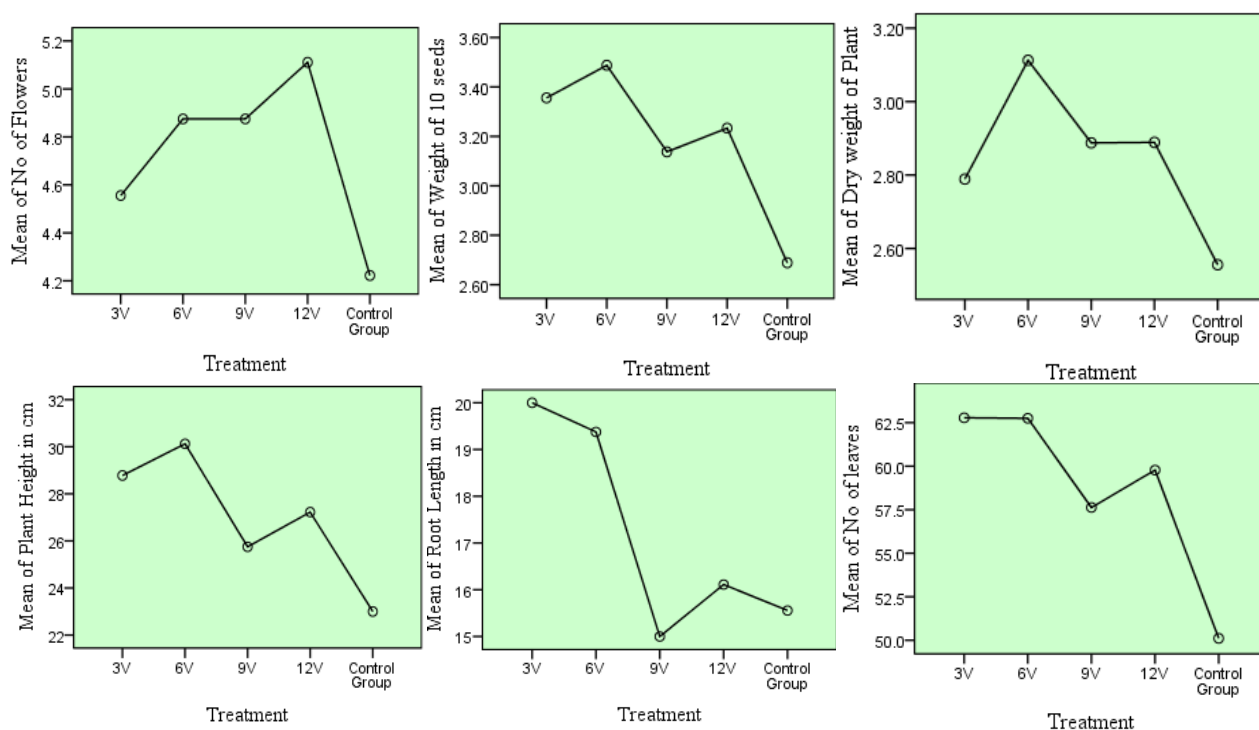 Mean of No of Flowers
5.2
5.0
4.8
4.6
4.4
4.2
3V 6V 9V 12V Control
Group
Treatment
Mean of Weight of 10 seeds
3.60
3.40
3.20
3.00
2.80
2.60
3V 6V 9V 12V Control
Group
Treatment
Mean of Dry weight of Plant
3.20
3.00
2.80
2.60
3V 6V 9V 12V Control
Group
Treatment
Mean of Plant Height in cm
32
30
28
26
24
22
3V 6V 9V 12V Control
Group
Treatment
Mean of Root Length in cm
20
19
18
17
16
15
3V 6V 9V 12V Control
Group
Treatment
Mean of No of leaves
62.5
60.0
57.5
55.0
52.5
50.0
3V 6V 9V 12V Control
Group
Treatment